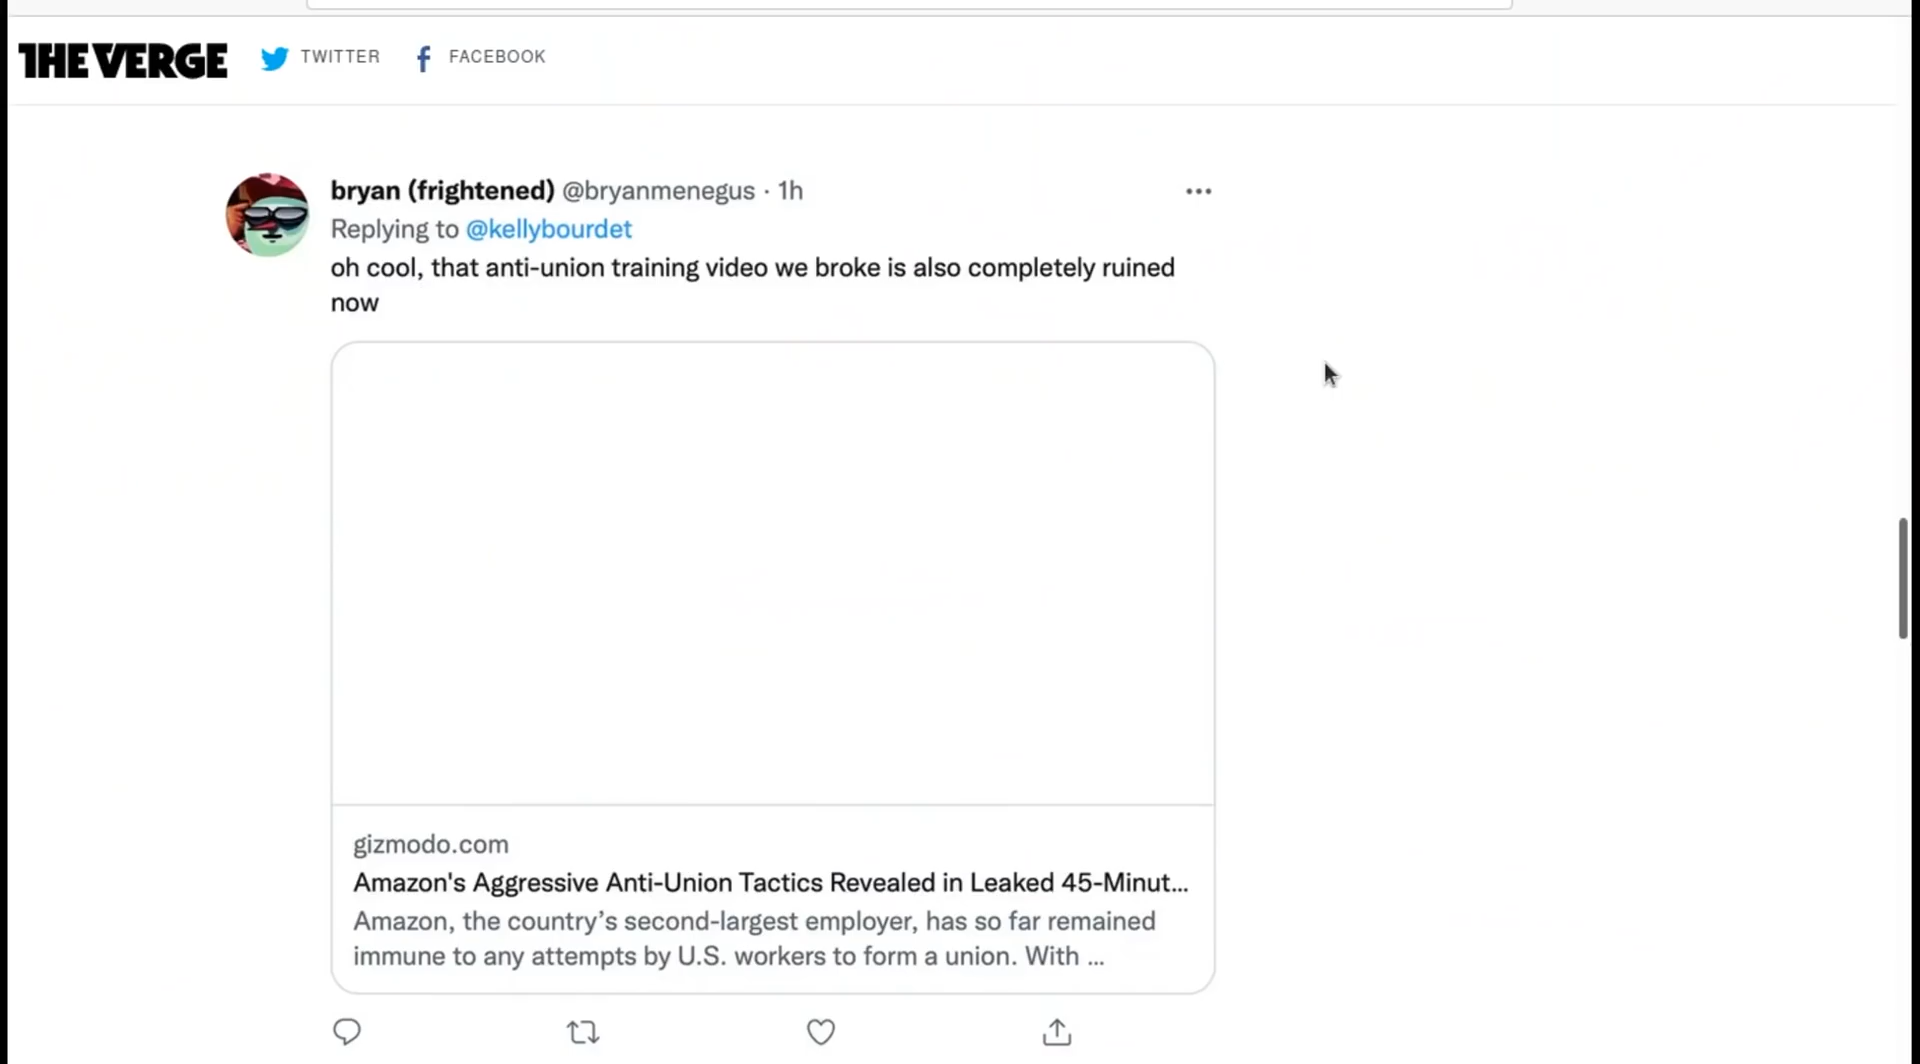 THE VERGE TWITTER FACEBOOK
bryan (frightened) @bryanmenegus · 1h
Replying to @kellybourdet
oh cool, that anti-union training video we broke is also completely ruined
now
gizmodo.com
Amazon's Aggressive Anti-Union Tactics Revealed in Leaked 45-Minut...
Amazon, the country’s second-largest employer, has so far remained
immune to any attempts by U.S. workers to form a union. With ...